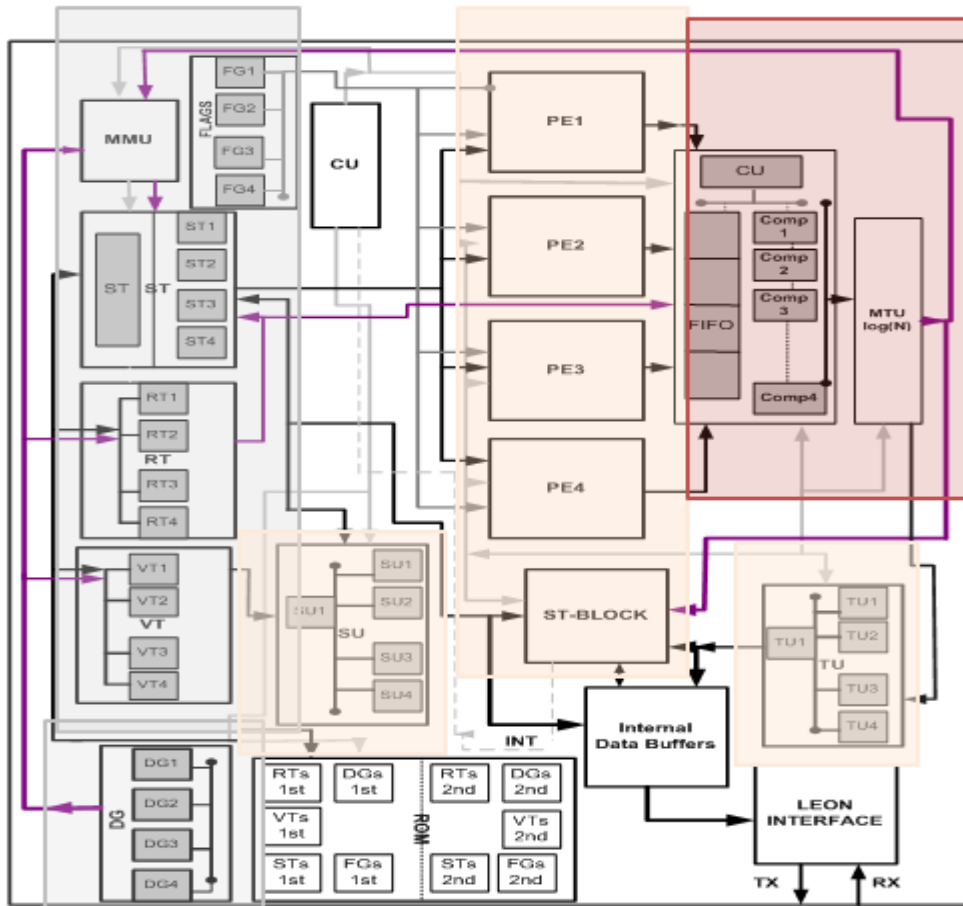 FG1
FLAGS
FG2
FG3
FG4
MMU
CU
PE1
CU
PE2
Comp
1
Comp
2
Comp
3
FIFO
Comp4
MTU
log(N)
ST
ST
ST1
ST2
ST3
ST4
PE3
RT1
RT2
RT
RT3
RT4
PE4
VT1
VT2
VT
VT3
VT4
SU1
SU1
SU2
SU
SU3
SU4
ST-BLOCK
TU1
TU1
TU2
TU
TU3
TU4
INT
Internal
Data Buffers
DG
DG1
DG2
DG3
DG4
RTs
1st
DGs
1st
VTs
1st
STs
1st
FGs
1st
ROM
RTs
2nd
DGs
2nd
VTs
2nd
STs
2nd
FGs
2nd
LEON
INTERFACE
TX
RX